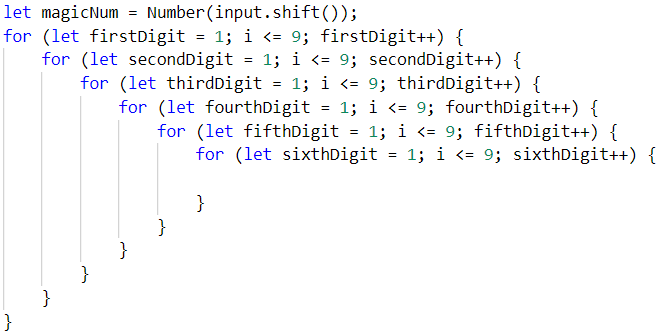 let magicNum = Number(input.shift());
for (let firstDigit = 1; i <= 9; firstDigit++) {
    for (let secondDigit = 1; i <= 9; secondDigit++) {
        for (let thirdDigit = 1; i <= 9; thirdDigit++) {
            for (let fourthDigit = 1; i <= 9; fourthDigit++) {
                for (let fifthDigit = 1; i <= 9; fifthDigit++) {
                    for (let sixthDigit = 1; i <= 9; sixthDigit++) {
                    }
                }
            }
        }
    }
}